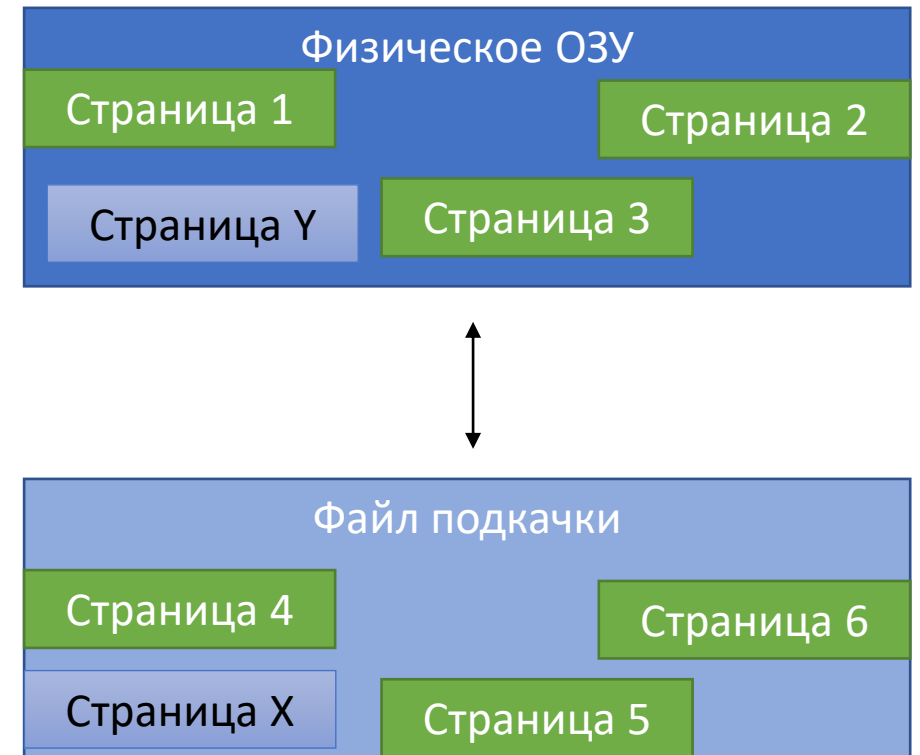 Физическое ОЗУ
Страница 1
Страница 2
Страница Y
Страница 3
Файл подкачки
Страница 4
Страница 6
Страница X
Страница 5